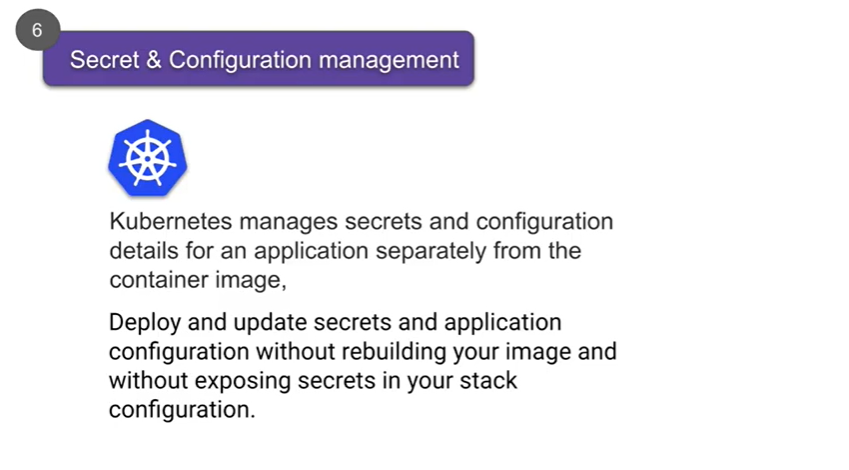 6
Secret & Configuration management
Kubernetes manages secrets and configuration
details for an application separately from the
container image,
Deploy and update secrets and application
configuration without rebuilding your image and
without exposing secrets in your stack
configuration.